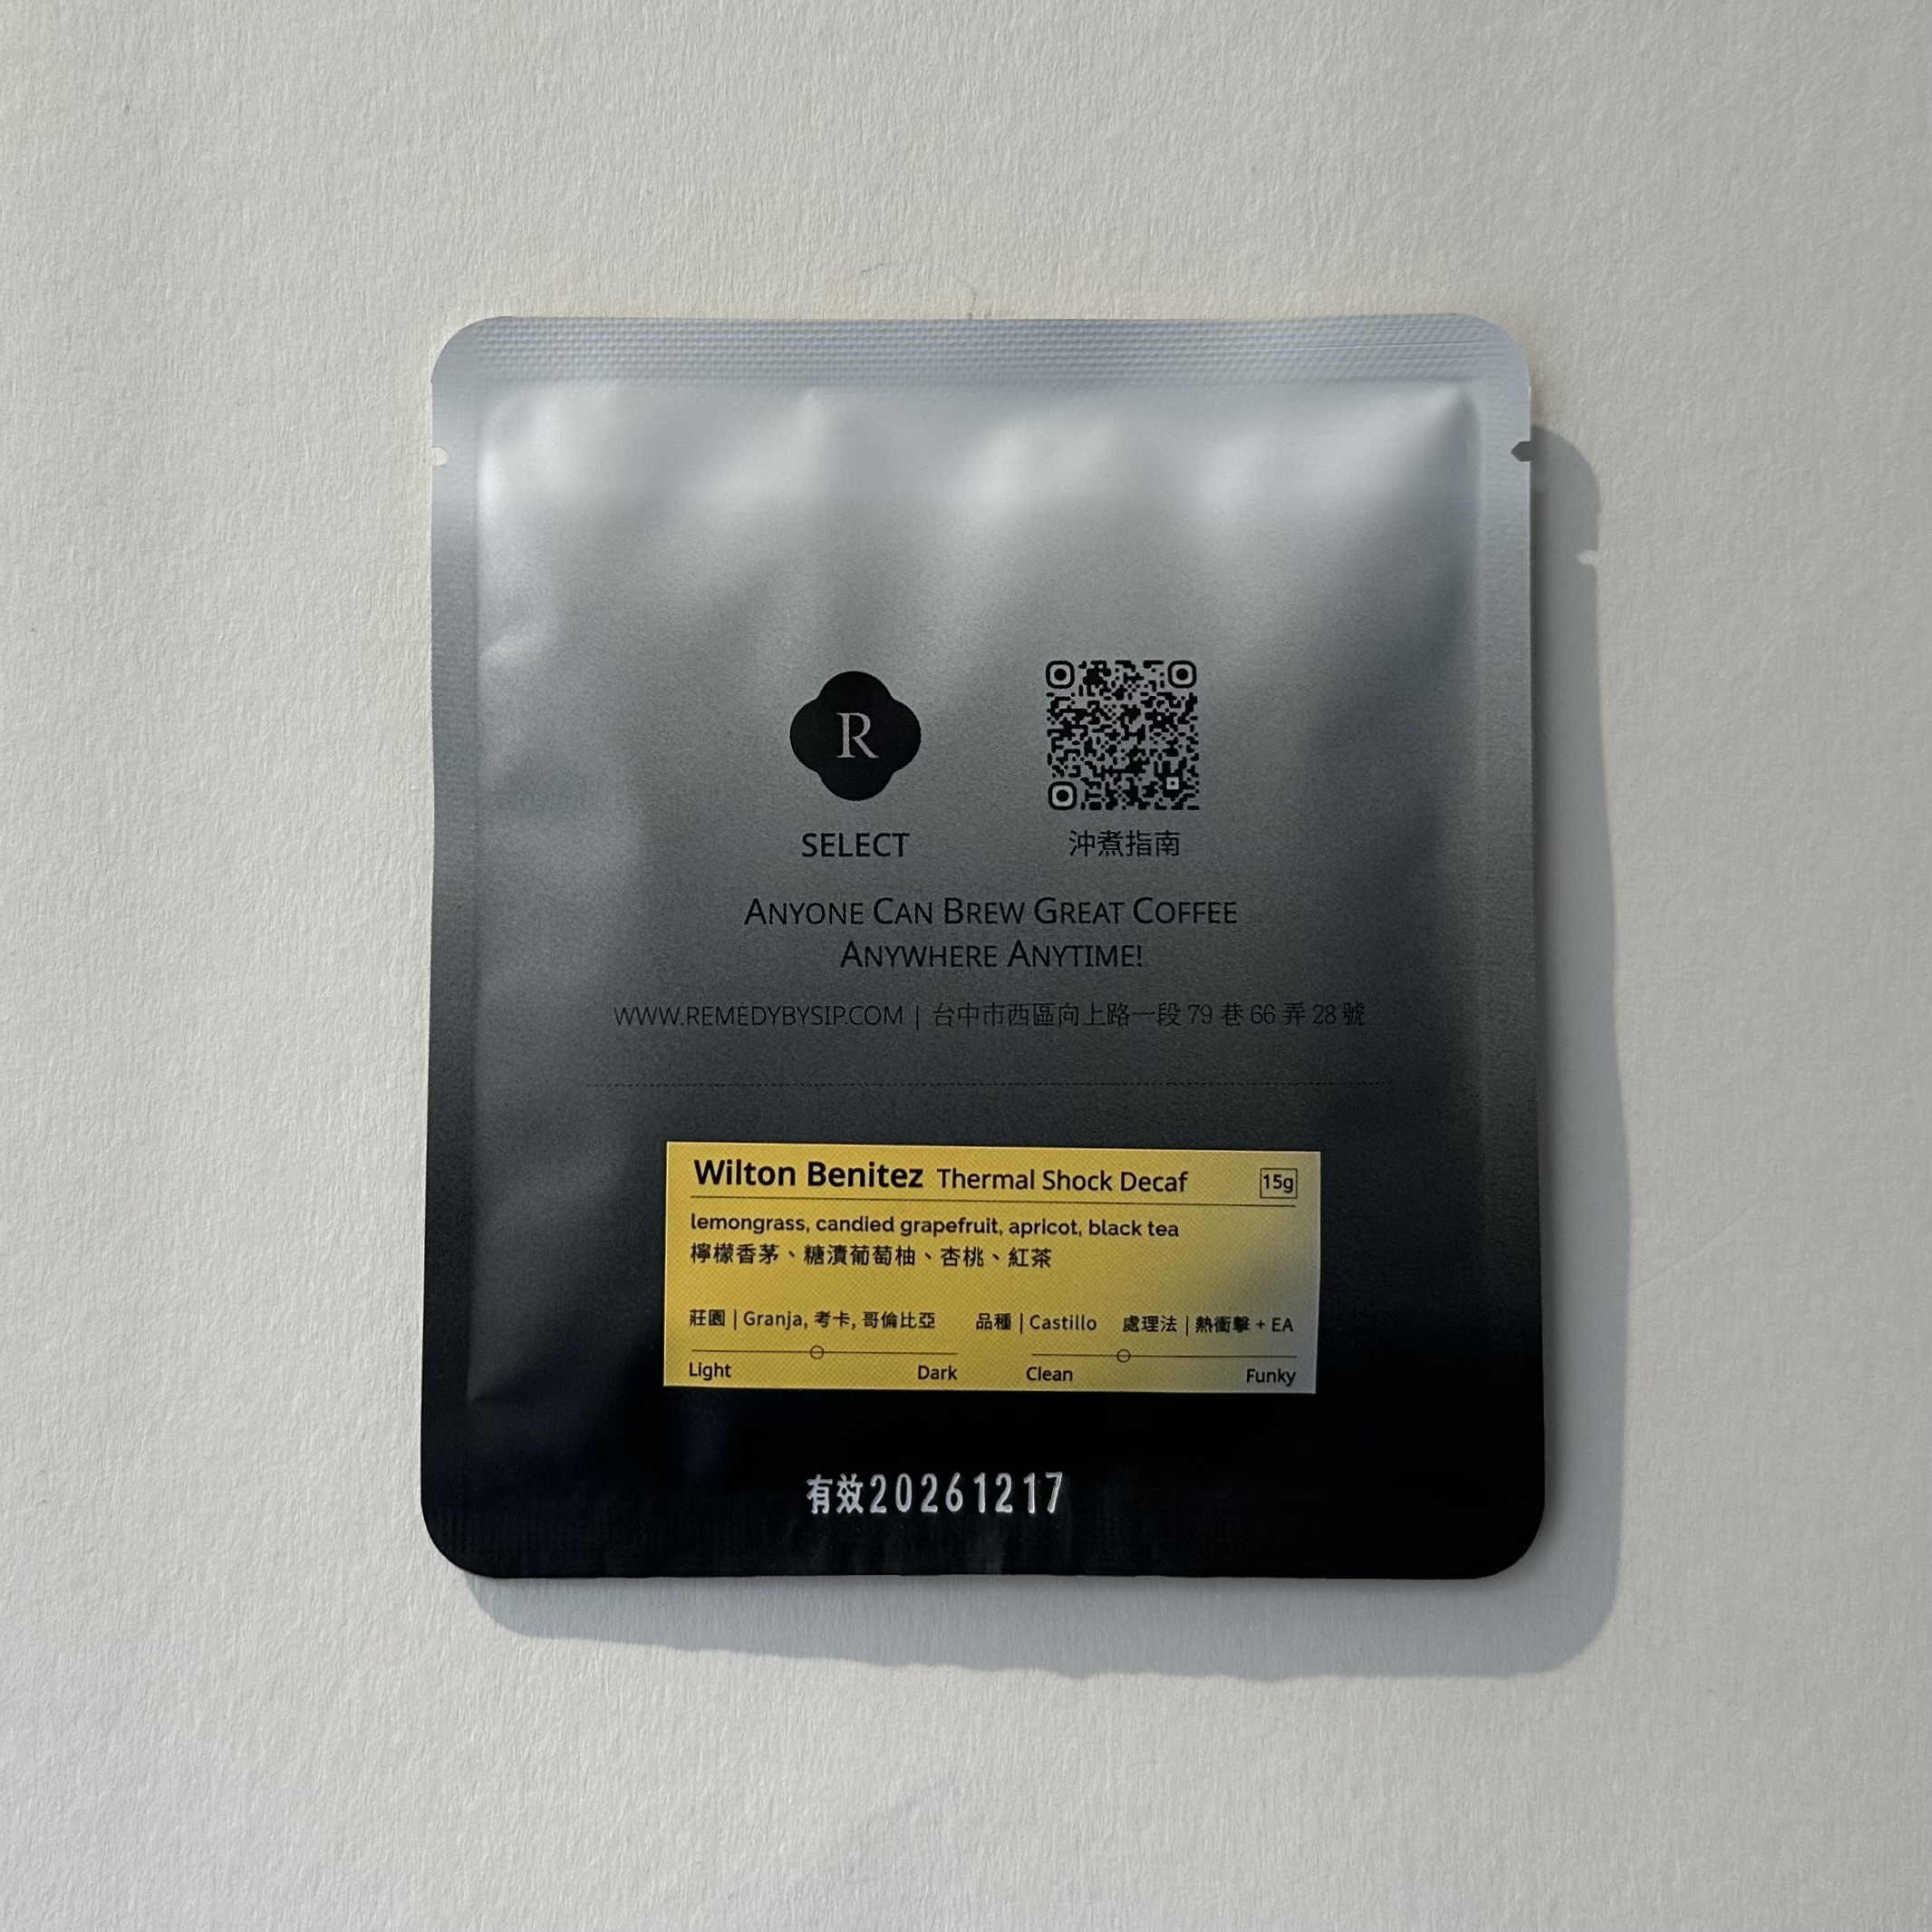 R
SELECT
沖煮指南
ANYONE CAN BREW GREAT COFFEE
ANYWHERE ANYTIME!
WWW.REMEDYBYSIP.COM | 台中市西區向上路一段 79 巷 66 弄 28 號
Wilton Benitez Thermal Shock Decaf 15g
lemongrass, candied grapefruit, apricot, black tea
檸檬香茅、糖漬葡萄柚、杏桃、紅茶
莊園 | Granja, 考卡, 哥倫比亞 品種 | Castillo 處理法 | 熱衝擊 + EA
Light Dark Clean Funky
有效20261217